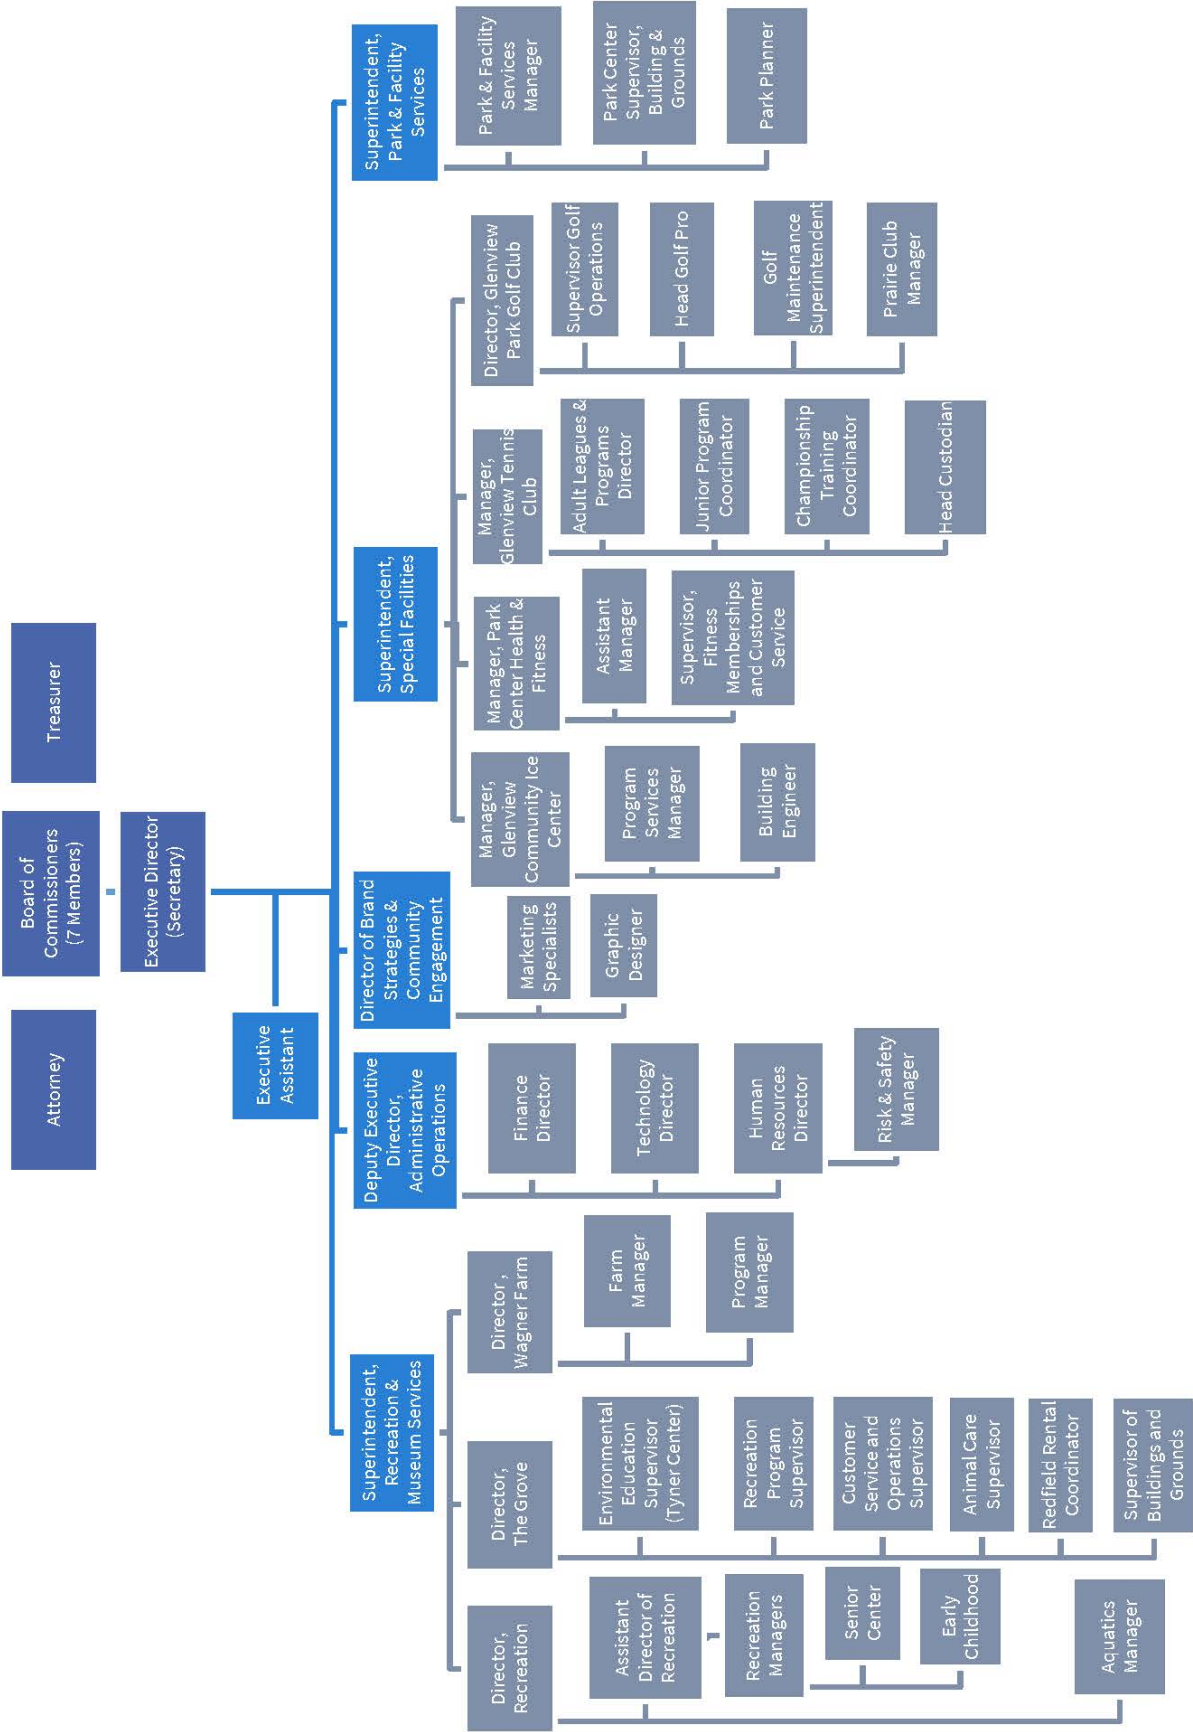 Attorney
Board of
Commissioners
(7 Members)
Treasurer
Executive Director
(Secretary)
Executive
Assistant
Superintendent,
Recreation &
Museum Services
Deputy Executive
Director,
Administrative
Operations
Director of Brand
Strategies &
Community
Engagement
Superintendent,
Special Facilities
Superintendent,
Park & Facility
Services
Director,
Recreation
Assistant
Director of
Recreation
Recreation
Managers
Senior
Center
Early
Childhood
Aquatics
Manager
Director,
The Grove
Environmental
Education
Supervisor
(Tyner Center)
Recreation
Program
Supervisor
Customer
Service and
Operations
Supervisor
Animal Care
Supervisor
Redfield Rental
Coordinator
Supervisor of
Buildings and
Grounds
Director ,
Wagner Farm
Farm
Manager
Program
Manager
Finance
Director
Technology
Director
Human
Resources
Director
Risk & Safety
Manager
Marketing
Specialists
Graphic
Designer
Manager,
Glenview
Community Ice
Center
Program
Services
Manager
Building
Engineer
Manager, Park
Center Health &
Fitness
Assistant
Manager
Supervisor,
Fitness
Memberships
and Customer
Service
Manager,
Glenview Tennis
Club
Adult Leagues &
Programs
Director
Junior Program
Coordinator
Championship
Training
Coordinator
Head Custodian
Director, Glenview
Park Golf Club
Supervisor Golf
Operations
Head Golf Pro
Golf
Maintenance
Superintendent
Prairie Club
Manager
Park & Facility
Services
Manager
Park Center
Supervisor,
Building &
Grounds
Park Planner